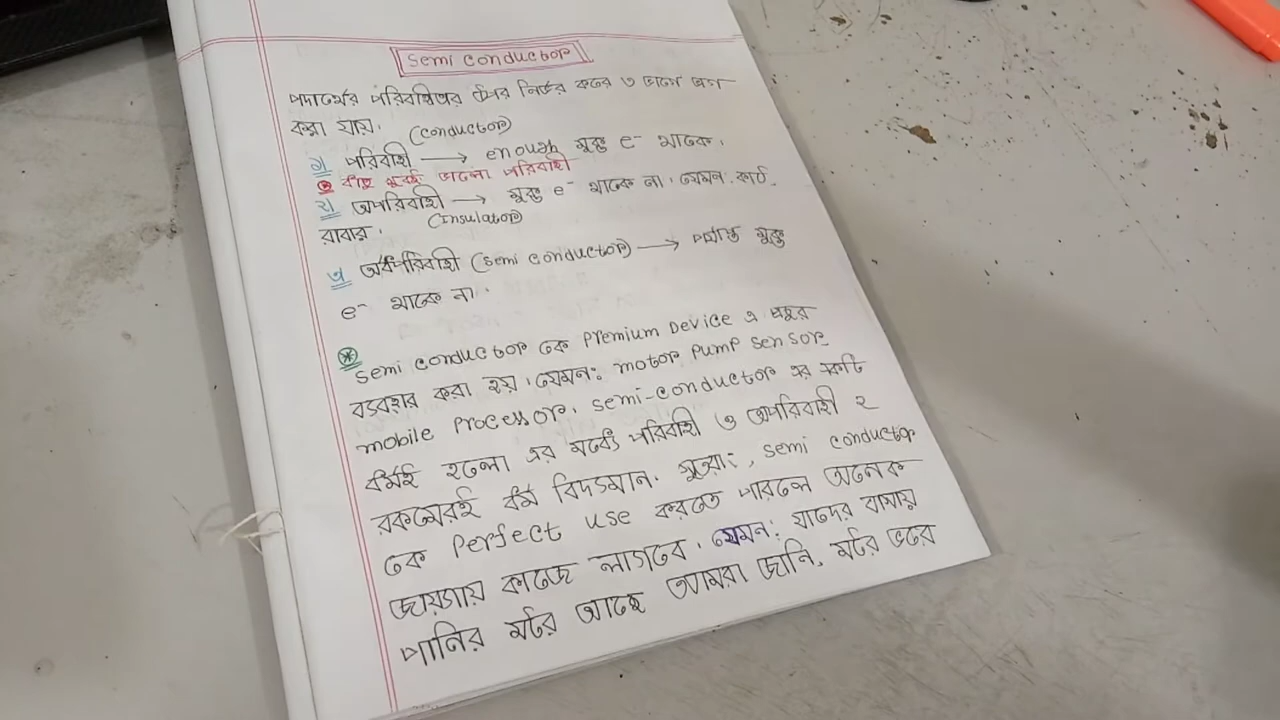 semi conductor
পদার্থের পরিবাহিতার উপর নির্ভর করে ৩ ভাগে ভাগ
করা যায়।
(conductor)
১) পরিবাহী → enough মুক্ত e⁻ থাকে।
ভালো পরিবাহী
২) অপরিবাহী → মুক্ত e⁻ থাকে না। যেমন কাঠ,
রাবার।
(Insulator)
৩) অর্ধপরিবাহী (semi conductor) → পর্যাপ্ত মুক্ত
e⁻ থাকে না।
semi conductor কে Premium Device এ প্রচুর
ব্যবহার করা হয়। যেমন: motor pump sensor
mobile processor. semi-conductor এর একটি
ধর্মই হলো এর মধ্যে পরিবাহী ও অপরিবাহী ২
রকমেরই ধর্ম বিদ্যমান। সুতরাং, semi conductor
কে Perfect use করতে পারলে অনেক
জায়গায় কাজে লাগবে। যেমন: যাদের বাসায়
পানির মটর আছে আমরা জানি, মটর ভরে